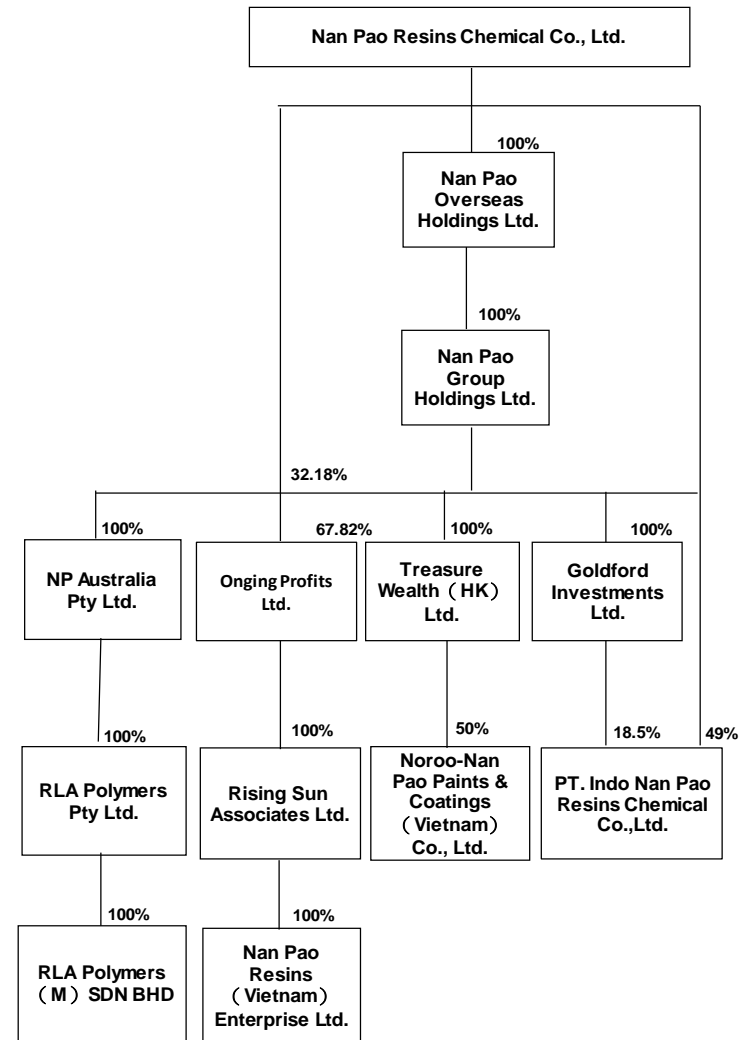 Nan Pao Resins Chemical Co., Ltd.
100%
Nan Pao
Overseas
Holdings Ltd.
100%
Nan Pao
Group
Holdings Ltd.
32.18%
100%
67.82%
100%
100%
NP Australia
Pty Ltd.
Onging Profits
Ltd.
Treasure
Wealth（HK）
Ltd.
Goldford
Investments
Ltd.
100%
100%
50%
18.5%
49%
RLA Polymers
Pty Ltd.
Rising Sun
Associates Ltd.
Noroo-Nan
Pao Paints &
Coatings
（Vietnam）
Co., Ltd.
PT. Indo Nan Pao
Resins Chemical
Co.,Ltd.
100%
100%
RLA Polymers
（M）SDN BHD
Nan Pao
Resins
（Vietnam）
Enterprise Ltd.